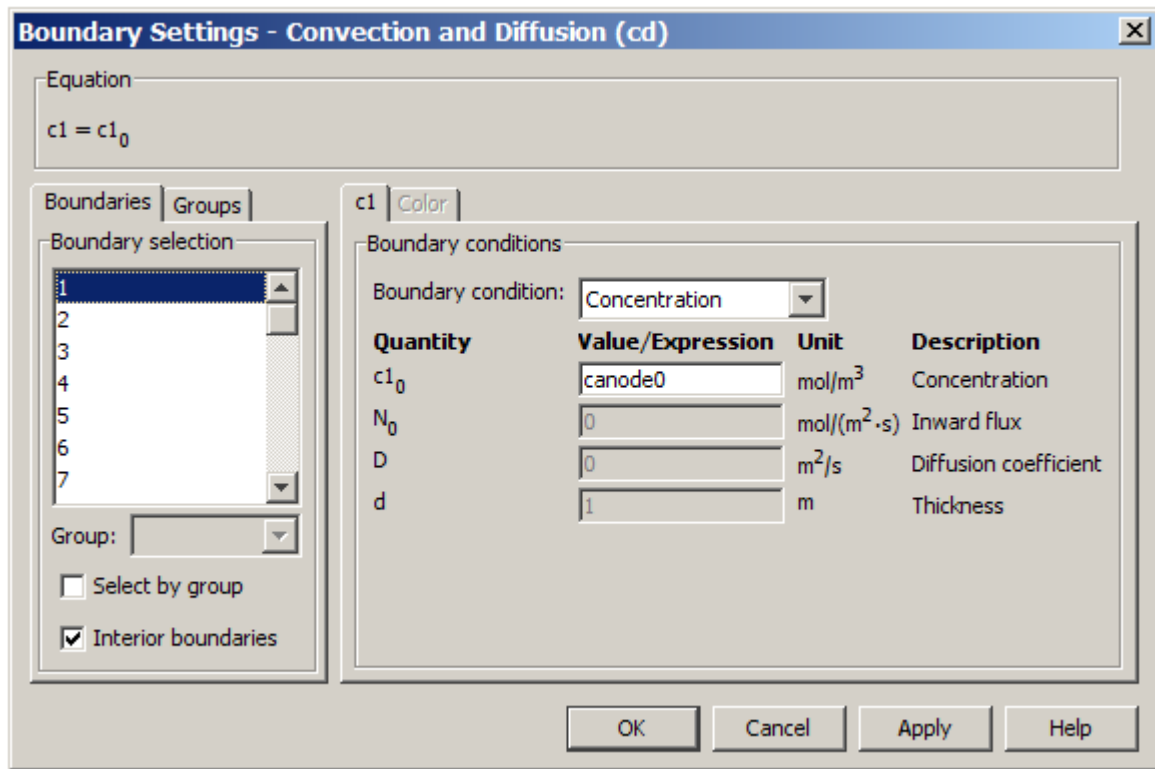 Boundary Settings - Convection and Diffusion (cd)
Equation
c1 = c1₀
Boundaries Groups
Boundary selection
1
2
3
4
5
6
7
Group:
Select by group
Interior boundaries
c1 Color
Boundary conditions
Boundary condition: Concentration
Quantity Value/Expression Unit Description
c1₀ canode0 mol/m³ Concentration
N₀ 0 mol/(m²·s) Inward flux
D 0 m²/s Diffusion coefficient
d 1 m Thickness
OK Cancel Apply Help